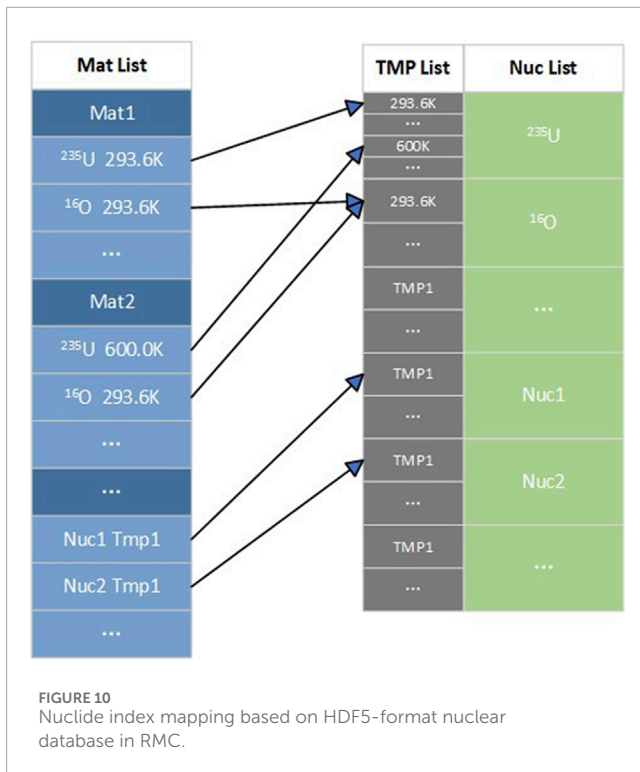 Mat List
Mat1
²³⁵U 293.6K
¹⁶O 293.6K
...
Mat2
²³⁵U 600.0K
¹⁶O 293.6K
...
...
Nuc1 Tmp1
Nuc2 Tmp1
...
TMP List
293.6K
...
600K
...
293.6K
...
TMP1
...
TMP1
...
TMP1
...
TMP1
...
Nuc List
²³⁵U
¹⁶O
...
Nuc1
Nuc2
...
FIGURE 10
Nuclide index mapping based on HDF5-format nuclear
database in RMC.